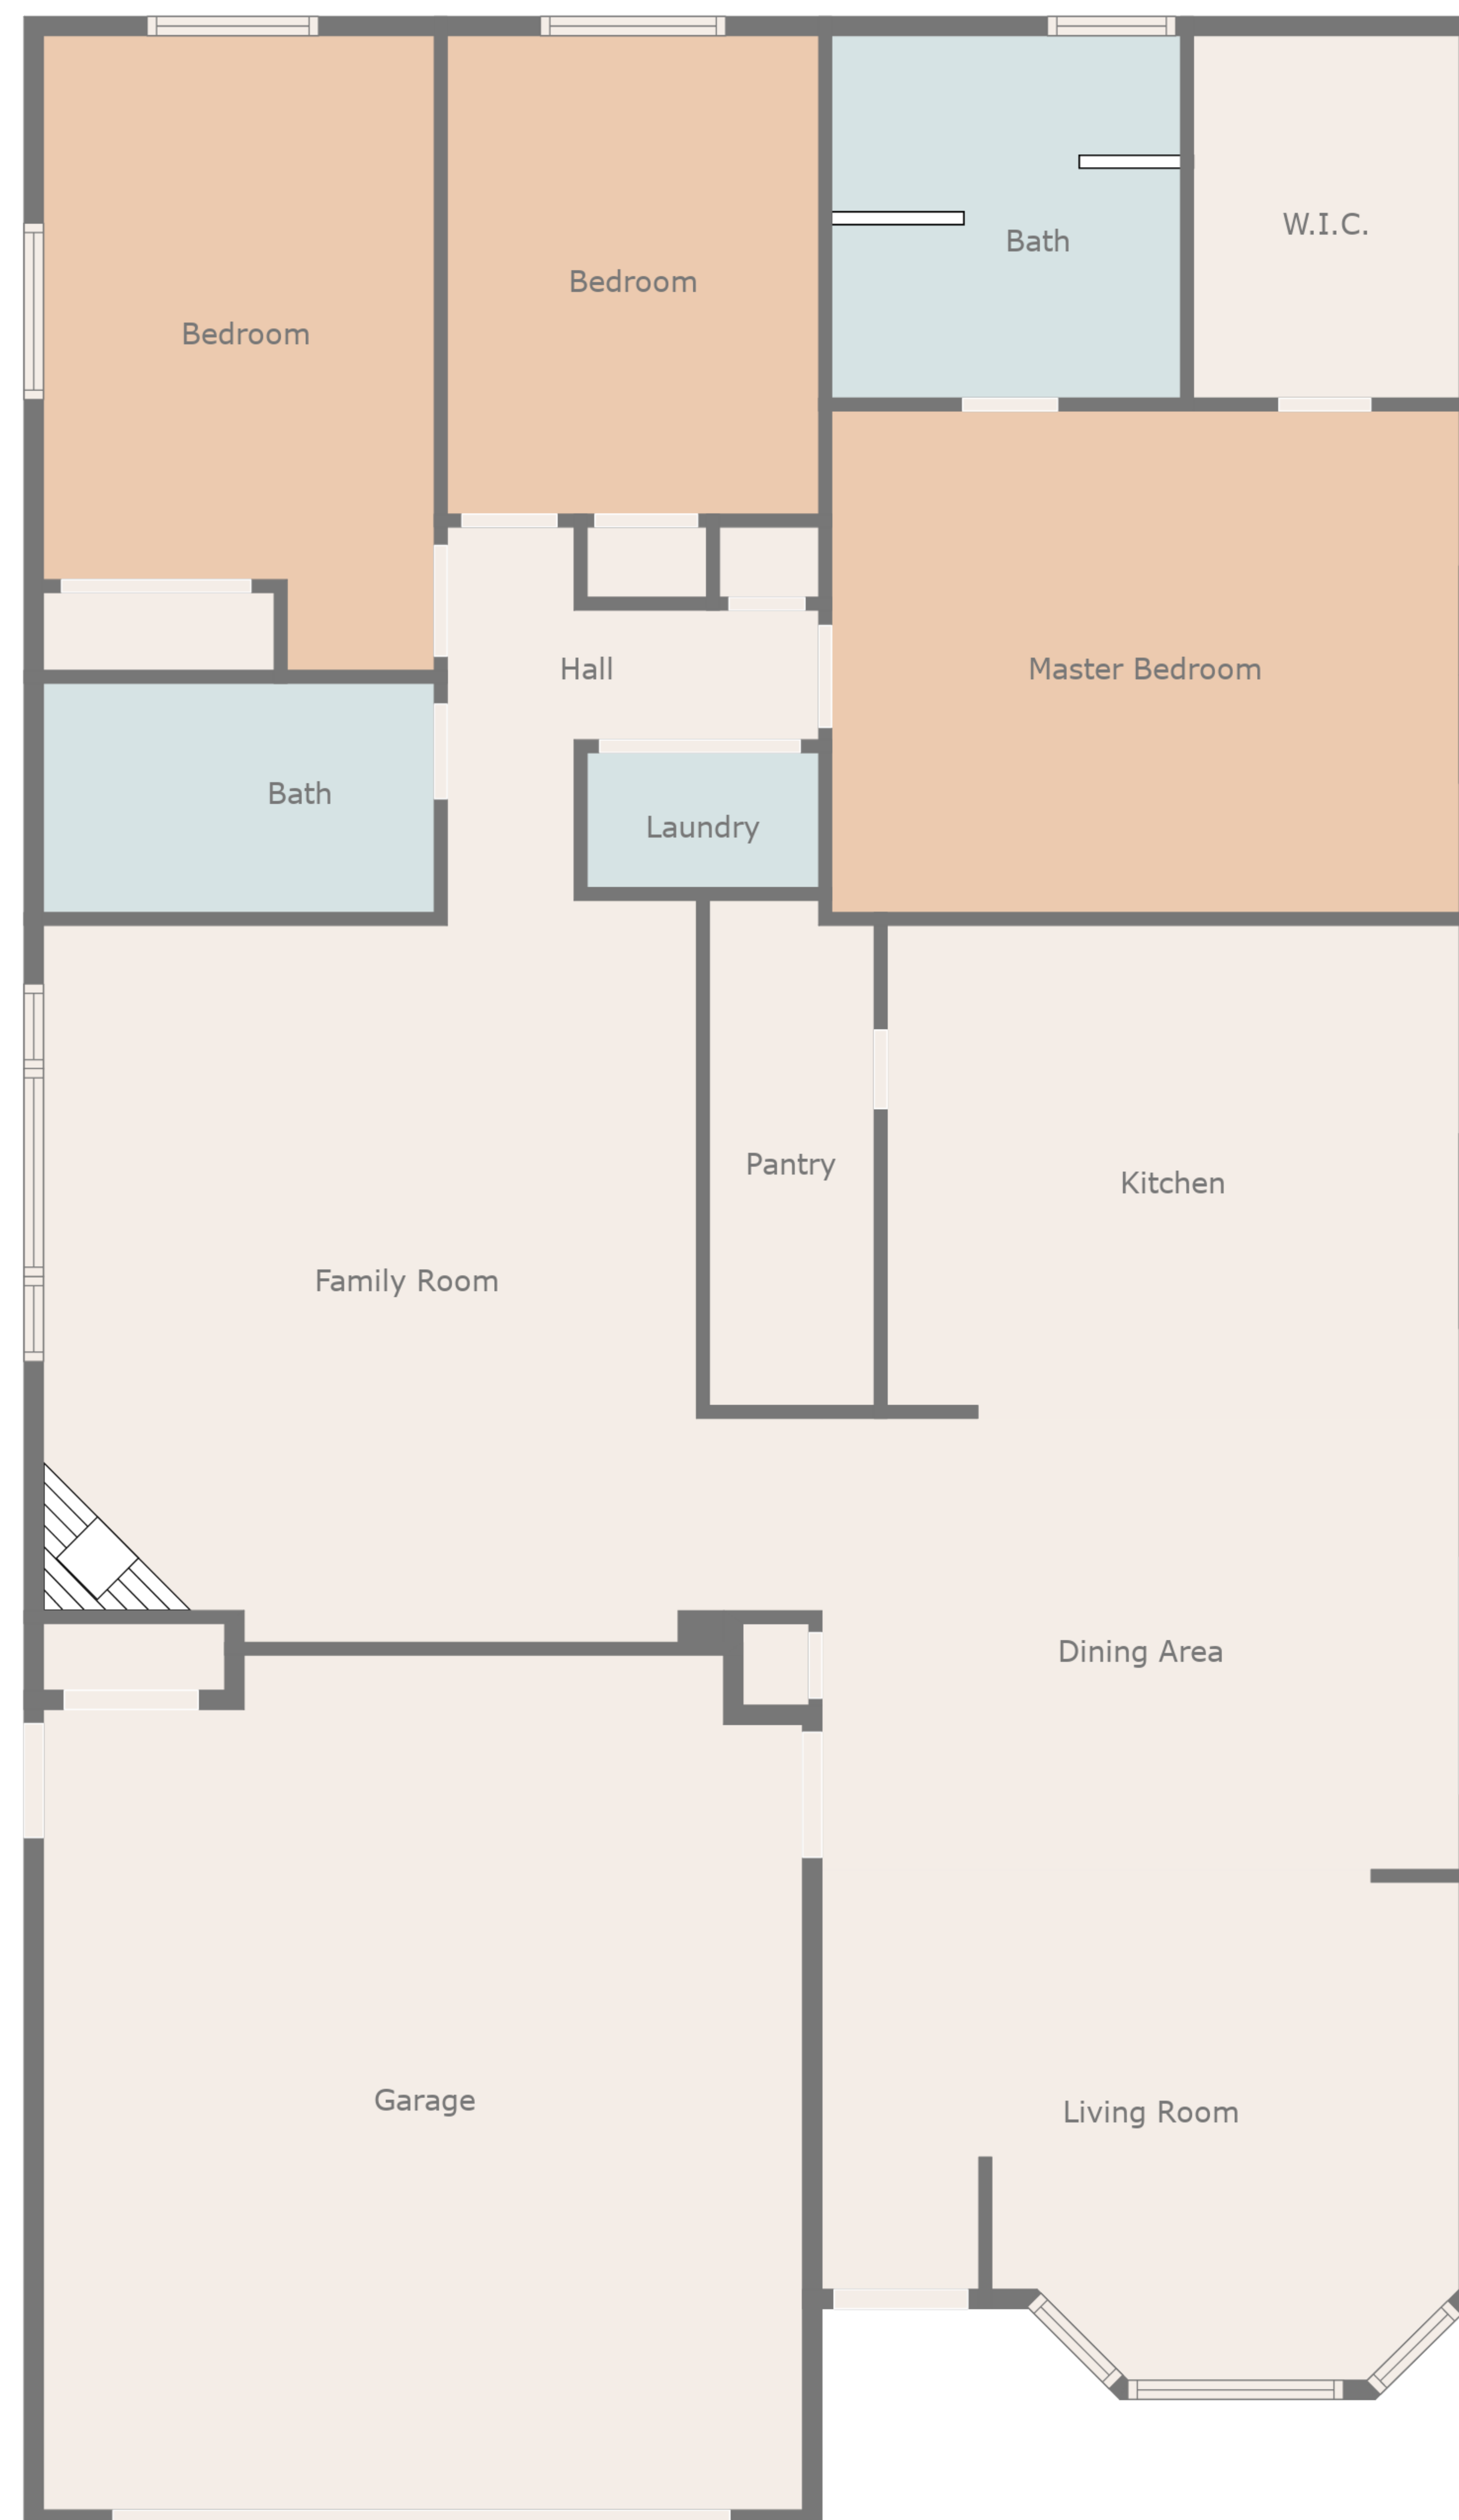 W.I.C.
Bath
Bedroom
Bedroom
Hall
Master Bedroom
Bath
Laundry
Pantry
Kitchen
Family Room
Dining Area
Garage
Living Room